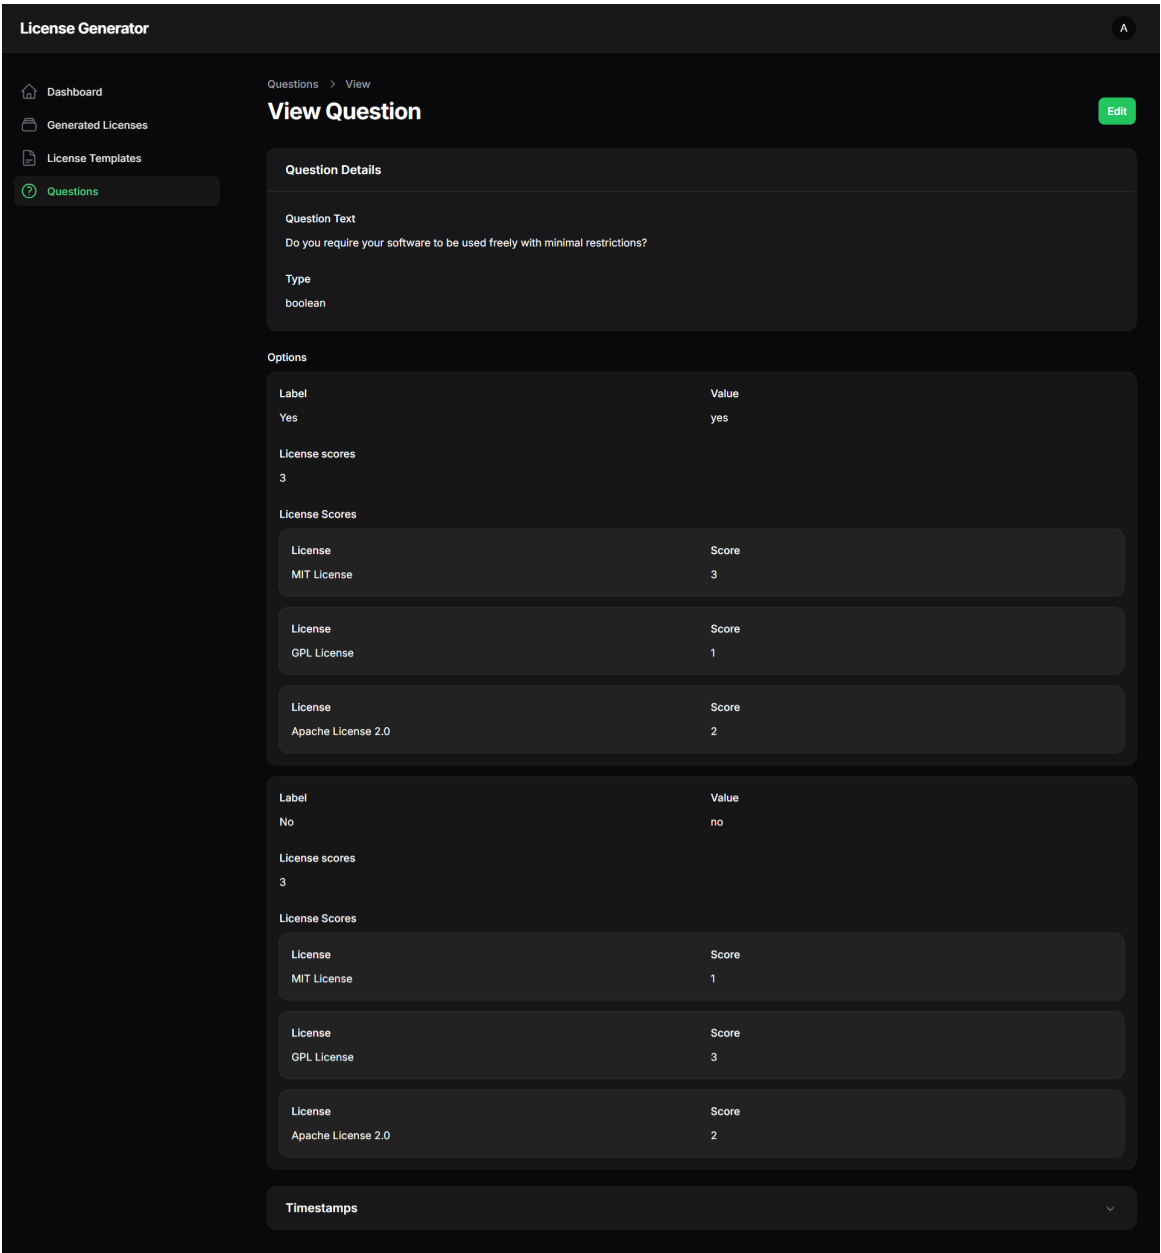 License Generator
A
Dashboard
Generated Licenses
License Templates
Questions
Questions > View
View Question
Edit
Question Details
Question Text
Do you require your software to be used freely with minimal restrictions?
Type
boolean
Options
Label Value
Yes yes
License scores
3
License Scores
License Score
MIT License 3
License Score
GPL License 1
License Score
Apache License 2.0 2
Label Value
No no
License scores
3
License Scores
License Score
MIT License 1
License Score
GPL License 3
License Score
Apache License 2.0 2
Timestamps